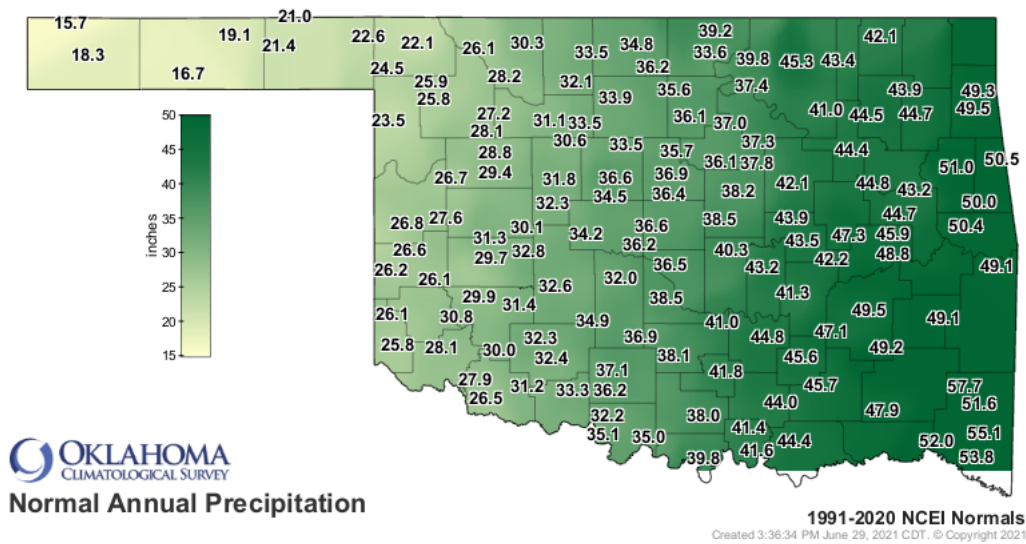 15.7 21.0
18.3 19.1 21.4 22.6 22.1 26.1 30.3 33.5 34.8 39.2 42.1
16.7 24.5 25.9 28.2 32.1 36.2 33.6 39.8 45.3 43.4
25.8 33.9 35.6 37.4 43.9 49.3
23.5 27.2 31.1 33.5 36.1 37.0 41.0 44.5 44.7 49.5
28.1 30.6 33.5 35.7 37.3 44.4
28.8 36.1 37.8 51.0 50.5
26.7 29.4 31.8 36.6 36.9 42.1 44.8 43.2
32.3 34.5 36.4 38.2 50.0
26.8 27.6 30.1 34.2 36.6 38.5 43.9 44.7 50.4
26.6 31.3 32.8 36.2 40.3 43.5 47.3 45.9
26.2 29.7 36.5 43.2 42.2 48.8 49.1
26.1 32.6 32.0 41.3
29.9 31.4 38.5 49.5
26.1 30.8 34.9 41.0 47.1 49.1
25.8 28.1 32.3 36.9 44.8 49.2
30.0 32.4 38.1 45.6
27.9 31.2 33.3 37.1 41.8 45.7 57.7
26.5 36.2 44.0 51.6
32.2 38.0 47.9
35.1 35.0 41.4 44.4 52.0 55.1
39.8 41.6 53.8
50
45
40
35
30
25
20
15
inches
OKLAHOMA
CLIMATOLOGICAL SURVEY
Normal Annual Precipitation
1991-2020 NCEI Normals
Created 3:36:34 PM June 29, 2021 CDT. © Copyright 2021